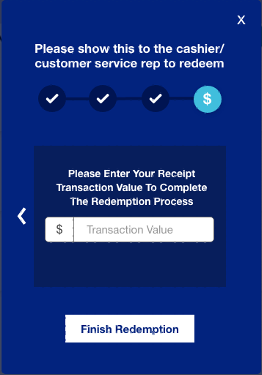 x
Please show this to the cashier/
customer service rep to redeem
$
Please Enter Your Receipt
Transaction Value To Complete
The Redemption Process
$ Transaction Value
Finish Redemption